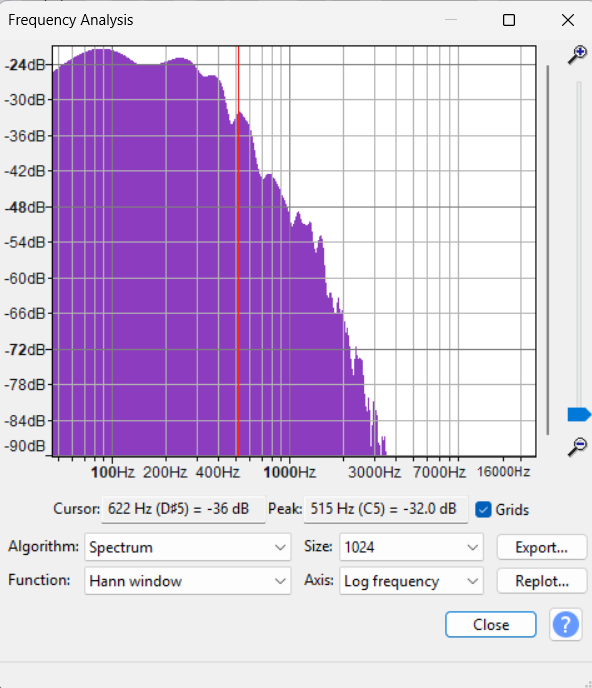 Frequency Analysis
-24dB
-30dB
-36dB
-42dB
-48dB
-54dB
-60dB
-66dB
-72dB
-78dB
-84dB
-90dB
100Hz 200Hz 400Hz 1000Hz 3000Hz 7000Hz 16000Hz
Cursor: 622 Hz (D♯5) = -36 dB Peak: 515 Hz (C5) = -32.0 dB Grids
Algorithm: Spectrum Size: 1024 Export...
Function: Hann window Axis: Log frequency Replot...
Close ?